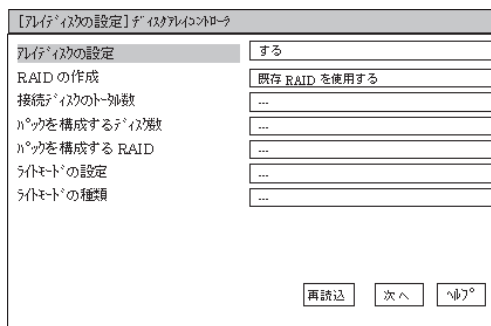 [ｱﾚｲﾃﾞｨｽｸの設定] ﾃﾞｨｽｸｱﾚｲｺﾝﾄﾛｰﾗ
ｱﾚｲﾃﾞｨｽｸの設定 する
RAID の作成 既存 RAID を使用する
接続ﾃﾞｨｽｸのﾄｰﾀﾙ数 ...
ﾊﾟｯｸを構成するﾃﾞｨｽｸ数 ...
ﾊﾟｯｸを構成する RAID ...
ﾗｲﾄﾓｰﾄﾞの設定 ...
ﾗｲﾄﾓｰﾄﾞの種類 ...
再読込 次へ ﾍﾙﾌﾟ